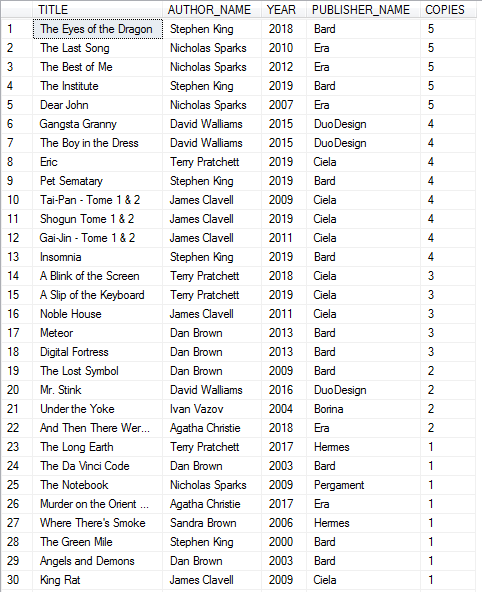 TITLE AUTHOR_NAME YEAR PUBLISHER_NAME COPIES
1 The Eyes of the Dragon Stephen King 2018 Bard 5
2 The Last Song Nicholas Sparks 2010 Era 5
3 The Best of Me Nicholas Sparks 2012 Era 5
4 The Institute Stephen King 2019 Bard 5
5 Dear John Nicholas Sparks 2007 Era 5
6 Gangsta Granny David Walliams 2015 DuoDesign 4
7 The Boy in the Dress David Walliams 2015 DuoDesign 4
8 Eric Terry Pratchett 2019 Ciela 4
9 Pet Sematary Stephen King 2019 Bard 4
10 Tai-Pan - Tome 1 & 2 James Clavell 2009 Ciela 4
11 Shogun Tome 1 & 2 James Clavell 2019 Ciela 4
12 Gai-Jin - Tome 1 & 2 James Clavell 2011 Ciela 4
13 Insomnia Stephen King 2019 Bard 4
14 A Blink of the Screen Terry Pratchett 2018 Ciela 3
15 A Slip of the Keyboard Terry Pratchett 2019 Ciela 3
16 Noble House James Clavell 2011 Ciela 3
17 Meteor Dan Brown 2013 Bard 3
18 Digital Fortress Dan Brown 2013 Bard 3
19 The Lost Symbol Dan Brown 2009 Bard 2
20 Mr. Stink David Walliams 2016 DuoDesign 2
21 Under the Yoke Ivan Vazov 2004 Borina 2
22 And Then There Wer... Agatha Christie 2018 Era 2
23 The Long Earth Terry Pratchett 2017 Hermes 1
24 The Da Vinci Code Dan Brown 2003 Bard 1
25 The Notebook Nicholas Sparks 2009 Pergament 1
26 Murder on the Orient ... Agatha Christie 2017 Era 1
27 Where There's Smoke Sandra Brown 2006 Hermes 1
28 The Green Mile Stephen King 2000 Bard 1
29 Angels and Demons Dan Brown 2003 Bard 1
30 King Rat James Clavell 2009 Ciela 1